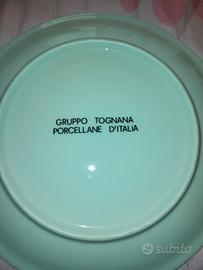 GRUPPO TOGNANA
PORCELLANE D'ITALIA
subito